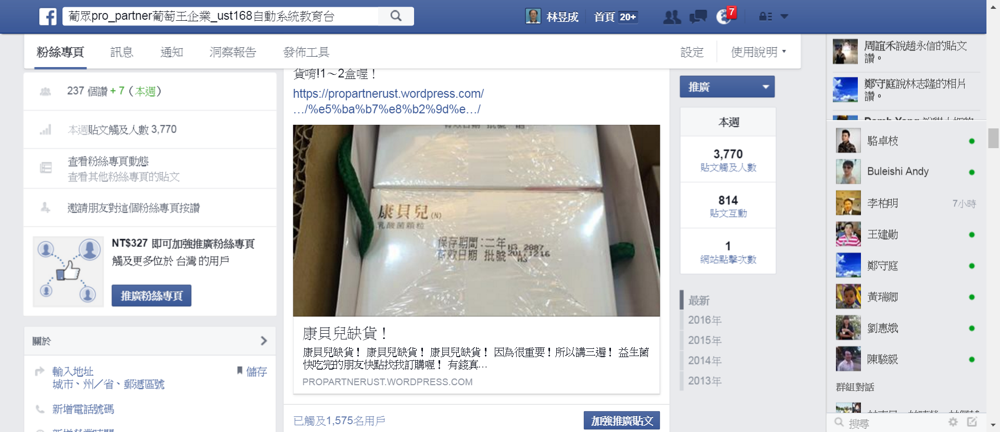 葡眾pro_partner葡萄王企業_ust168自動系統教育台
林昱成
首頁 20+
7
粉絲專頁
訊息
通知
洞察報告
發佈工具
設定
使用說明
237 個讚 + 7 (本週)
本週貼文觸及人數 3,770
查看粉絲專頁動態
查看其他粉絲專頁的貼文
邀請朋友對這個粉絲專頁按讚
NT$327 即可加強推廣粉絲專頁
觸及更多位於 台灣 的用戶
推廣粉絲專頁
關於
輸入地址
城市、州／省、郵遞區號
儲存
新增電話號碼
貨唷!1～2盒喔！
https://propartnerust.wordpress.com/
…/%e5%ba%b7%e8%b2%9d%e…/
康貝兒(N)
乳酸菌顆粒
保存期間:二年
有效日期 批號
H3 2887
20171216
H3
康貝兒缺貨！
康貝兒缺貨！ 康貝兒缺貨！ 康貝兒缺貨！ 因為很重要！所以講三遍！ 益生菌
快吃完的朋友快點找我訂購喔！ 有錢真…
PROPARTNERUST.WORDPRESS.COM
已觸及1,575名用戶
加強推廣貼文
推廣
本週
3,770
貼文觸及人數
814
貼文互動
1
網站點擊次數
最新
2016年
2015年
2014年
2013年
周誼禾說趙永信的貼文
讚。
鄭守庭說林志隆的相片
讚。
駱卓枝
Buleishi Andy
李柏明
7小時
王建勛
鄭守庭
黃瑞卿
劉惠娥
陳駿毅
群組對話
搜尋